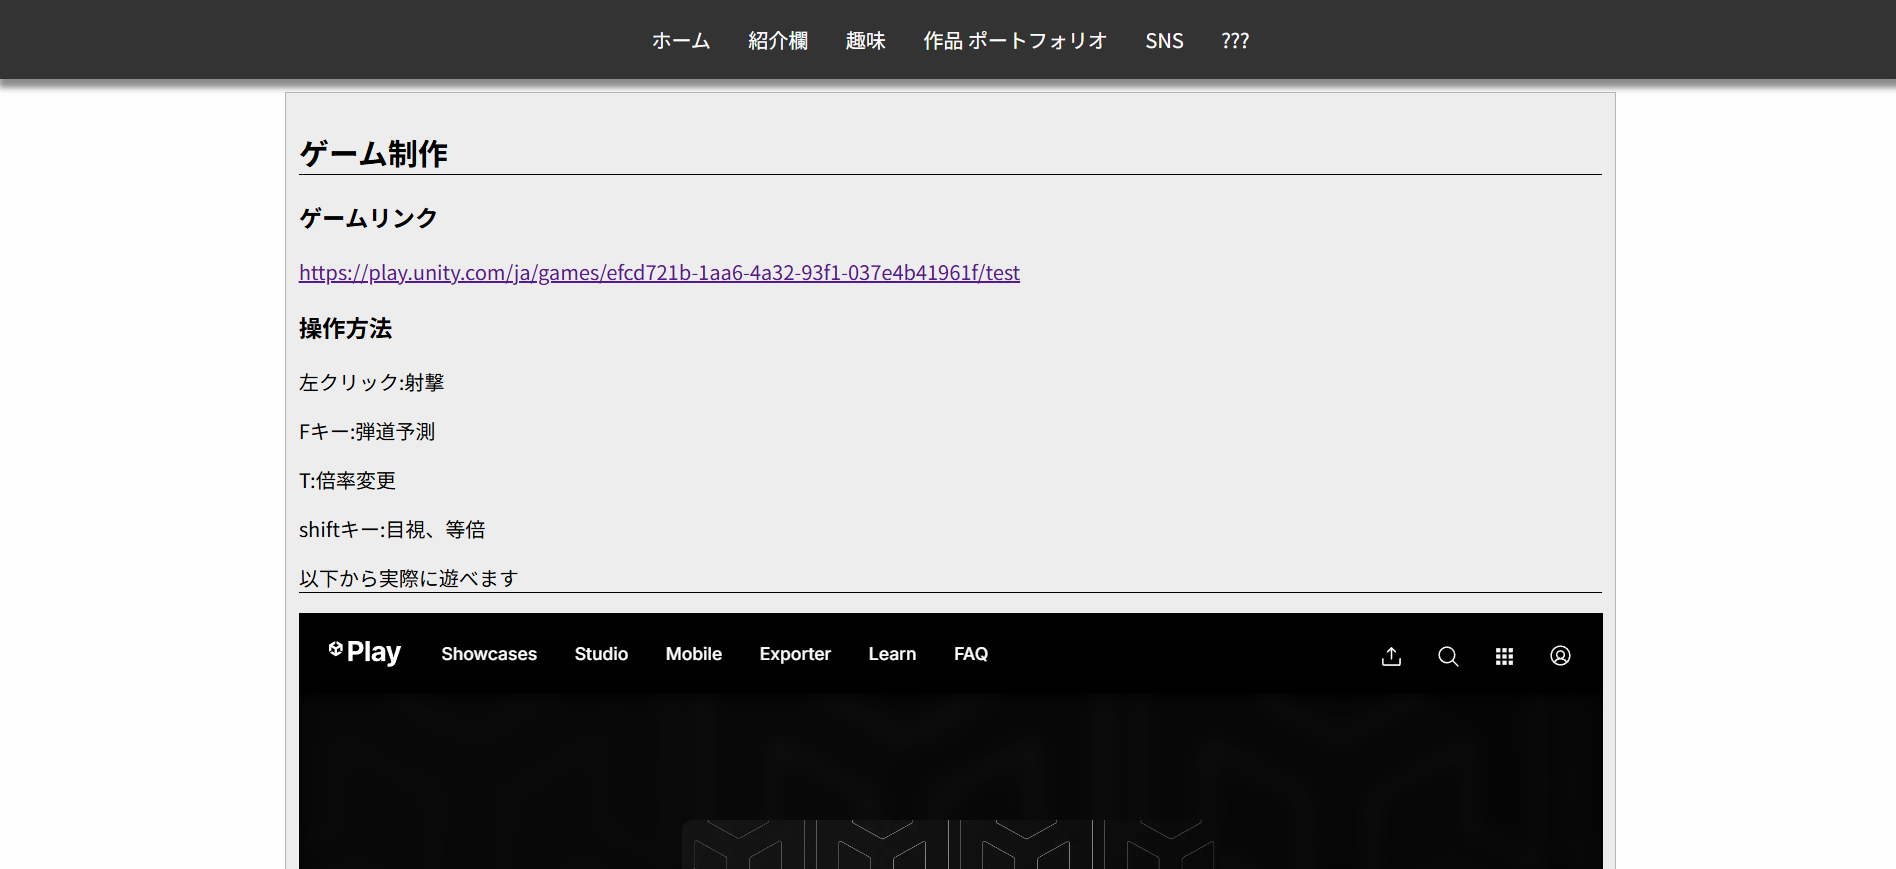 ホーム 紹介欄 趣味 作品 ポートフォリオ SNS ???
ゲーム制作
ゲームリンク
https://play.unity.com/ja/games/efcd721b-1aa6-4a32-93f1-037e4b41961f/test
操作方法
左クリック:射撃
Fキー:弾道予測
T:倍率変更
shiftキー:目視、等倍
以下から実際に遊べます
Play Showcases Studio Mobile Exporter Learn FAQ